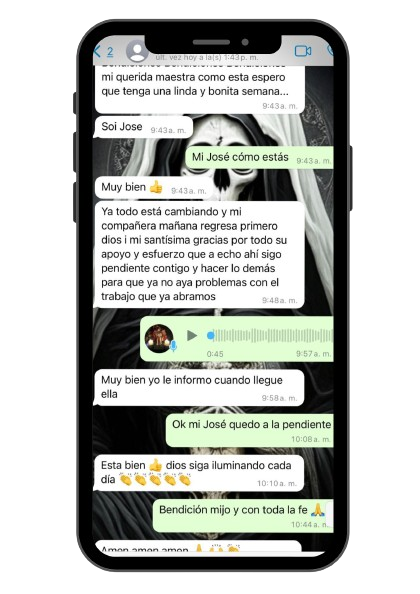 2
últ. vez hoy a la(s) 1:43 p. m.
mi querida maestra como esta espero
que tenga una linda y bonita semana...
9:43 a. m.
Soi Jose 9:43 a. m.
Mi José cómo estás 9:43 a. m.
Muy bien 👍 9:43 a. m.
Ya todo está cambiando y mi
compañera mañana regresa primero
dios i mi santísima gracias por todo su
apoyo y esfuerzo que a echo ahí sigo
pendiente contigo y hacer lo demás
para que ya no aya problemas con el
trabajo que ya abramos
9:48 a. m.
0:45 9:57 a. m.
Muy bien yo le informo cuando llegue
ella
9:58 a. m.
Ok mi José quedo a la pendiente
10:08 a. m.
Esta bien 👍 dios siga iluminando cada
día 👏👏👏👏👏
10:10 a. m.
Bendición mijo y con toda la fe 🙏
10:44 a. m.
Amen amen amen